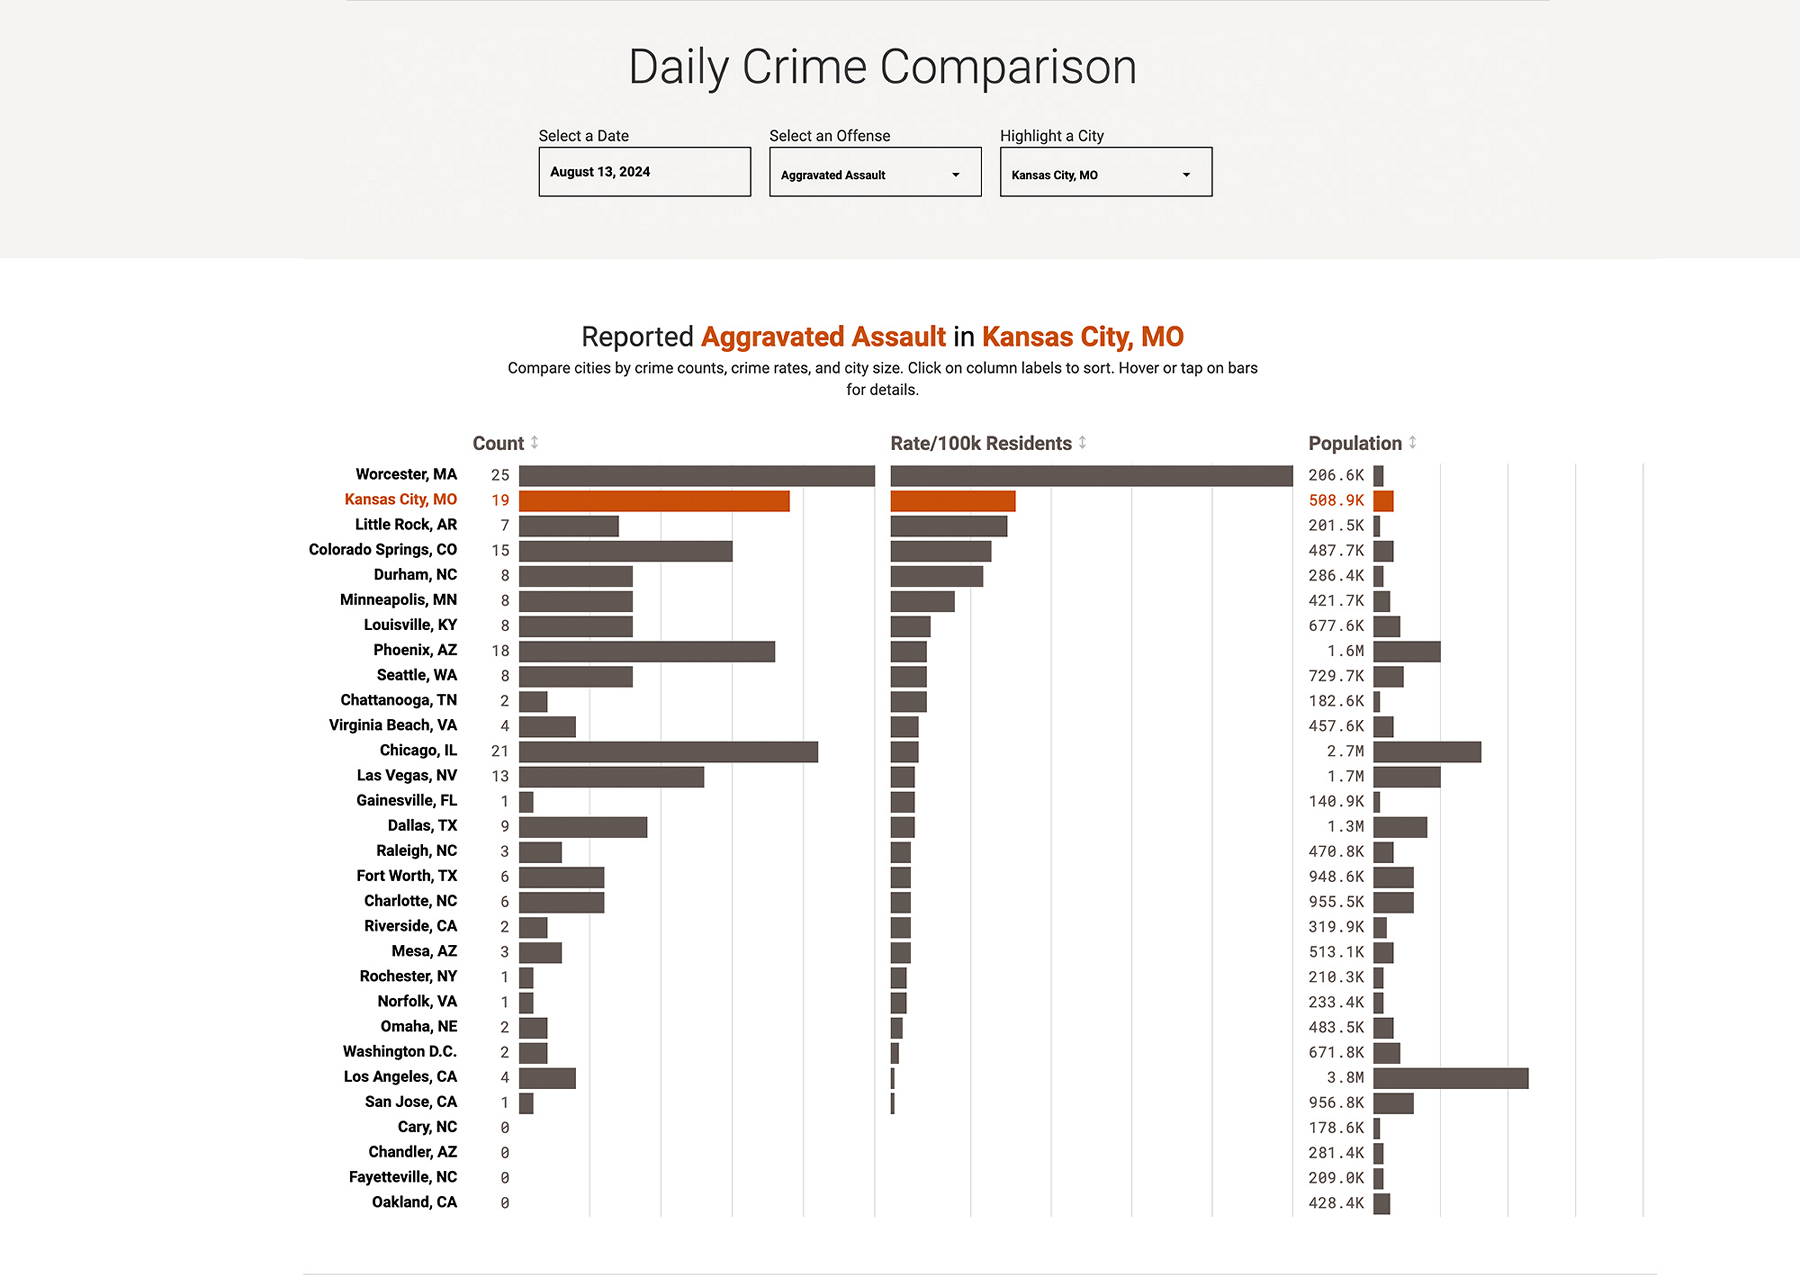 Daily Crime Comparison
Select a Date
Select an Offense
Highlight a City
August 13, 2024
Aggravated Assault
Kansas City, MO
Reported Aggravated Assault in Kansas City, MO
Compare cities by crime counts, crime rates, and city size. Click on column labels to sort. Hover or tap on bars
for details.
Count Rate/100k Residents Population
Worcester, MA 25 206.6K
Kansas City, MO 19 508.9K
Little Rock, AR 7 201.5K
Colorado Springs, CO 15 487.7K
Durham, NC 8 286.4K
Minneapolis, MN 8 421.7K
Louisville, KY 8 677.6K
Phoenix, AZ 18 1.6M
Seattle, WA 8 729.7K
Chattanooga, TN 2 182.6K
Virginia Beach, VA 4 457.6K
Chicago, IL 21 2.7M
Las Vegas, NV 13 1.7M
Gainesville, FL 1 140.9K
Dallas, TX 9 1.3M
Raleigh, NC 3 470.8K
Fort Worth, TX 6 948.6K
Charlotte, NC 6 955.5K
Riverside, CA 2 319.9K
Mesa, AZ 3 513.1K
Rochester, NY 1 210.3K
Norfolk, VA 1 233.4K
Omaha, NE 2 483.5K
Washington D.C. 2 671.8K
Los Angeles, CA 4 3.8M
San Jose, CA 1 956.8K
Cary, NC 0 178.6K
Chandler, AZ 0 281.4K
Fayetteville, NC 0 209.0K
Oakland, CA 0 428.4K